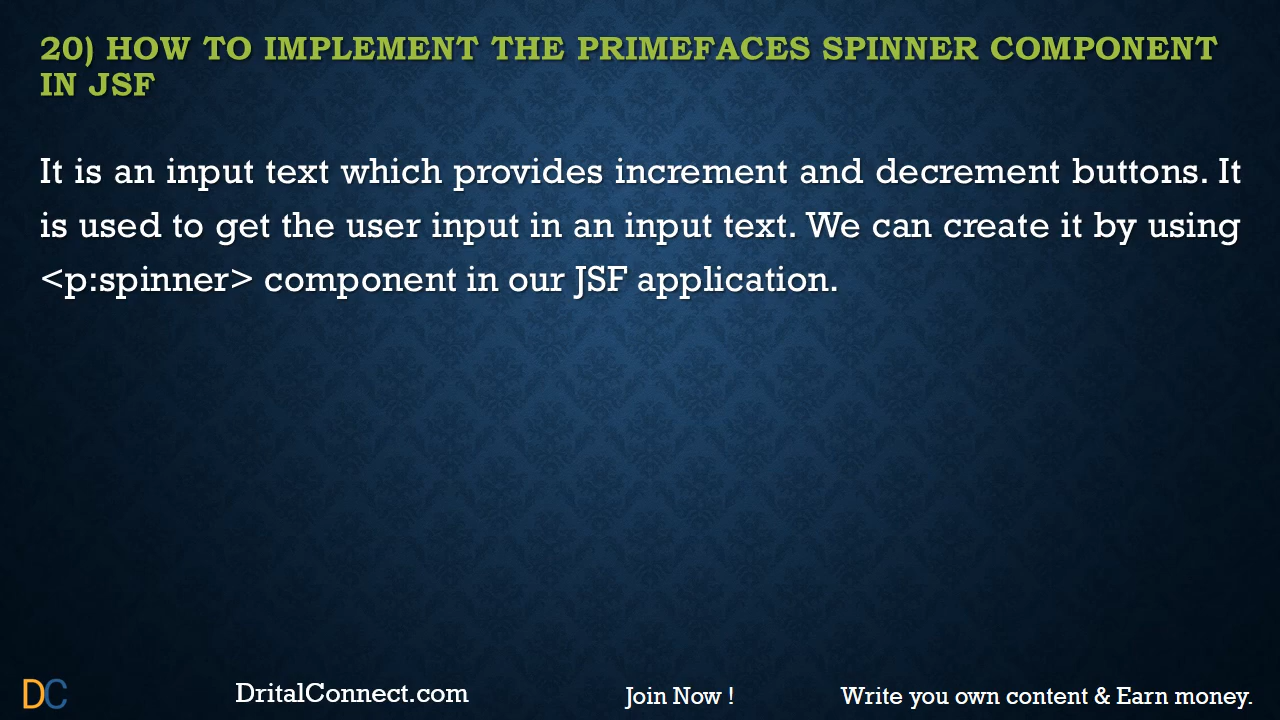 20) HOW TO IMPLEMENT THE PRIMEFACES SPINNER COMPONENT
IN JSF
It is an input text which provides increment and decrement buttons. It
is used to get the user input in an input text. We can create it by using
<p:spinner> component in our JSF application.
DC
DritalConnect.com
Join Now !
Write you own content & Earn money.